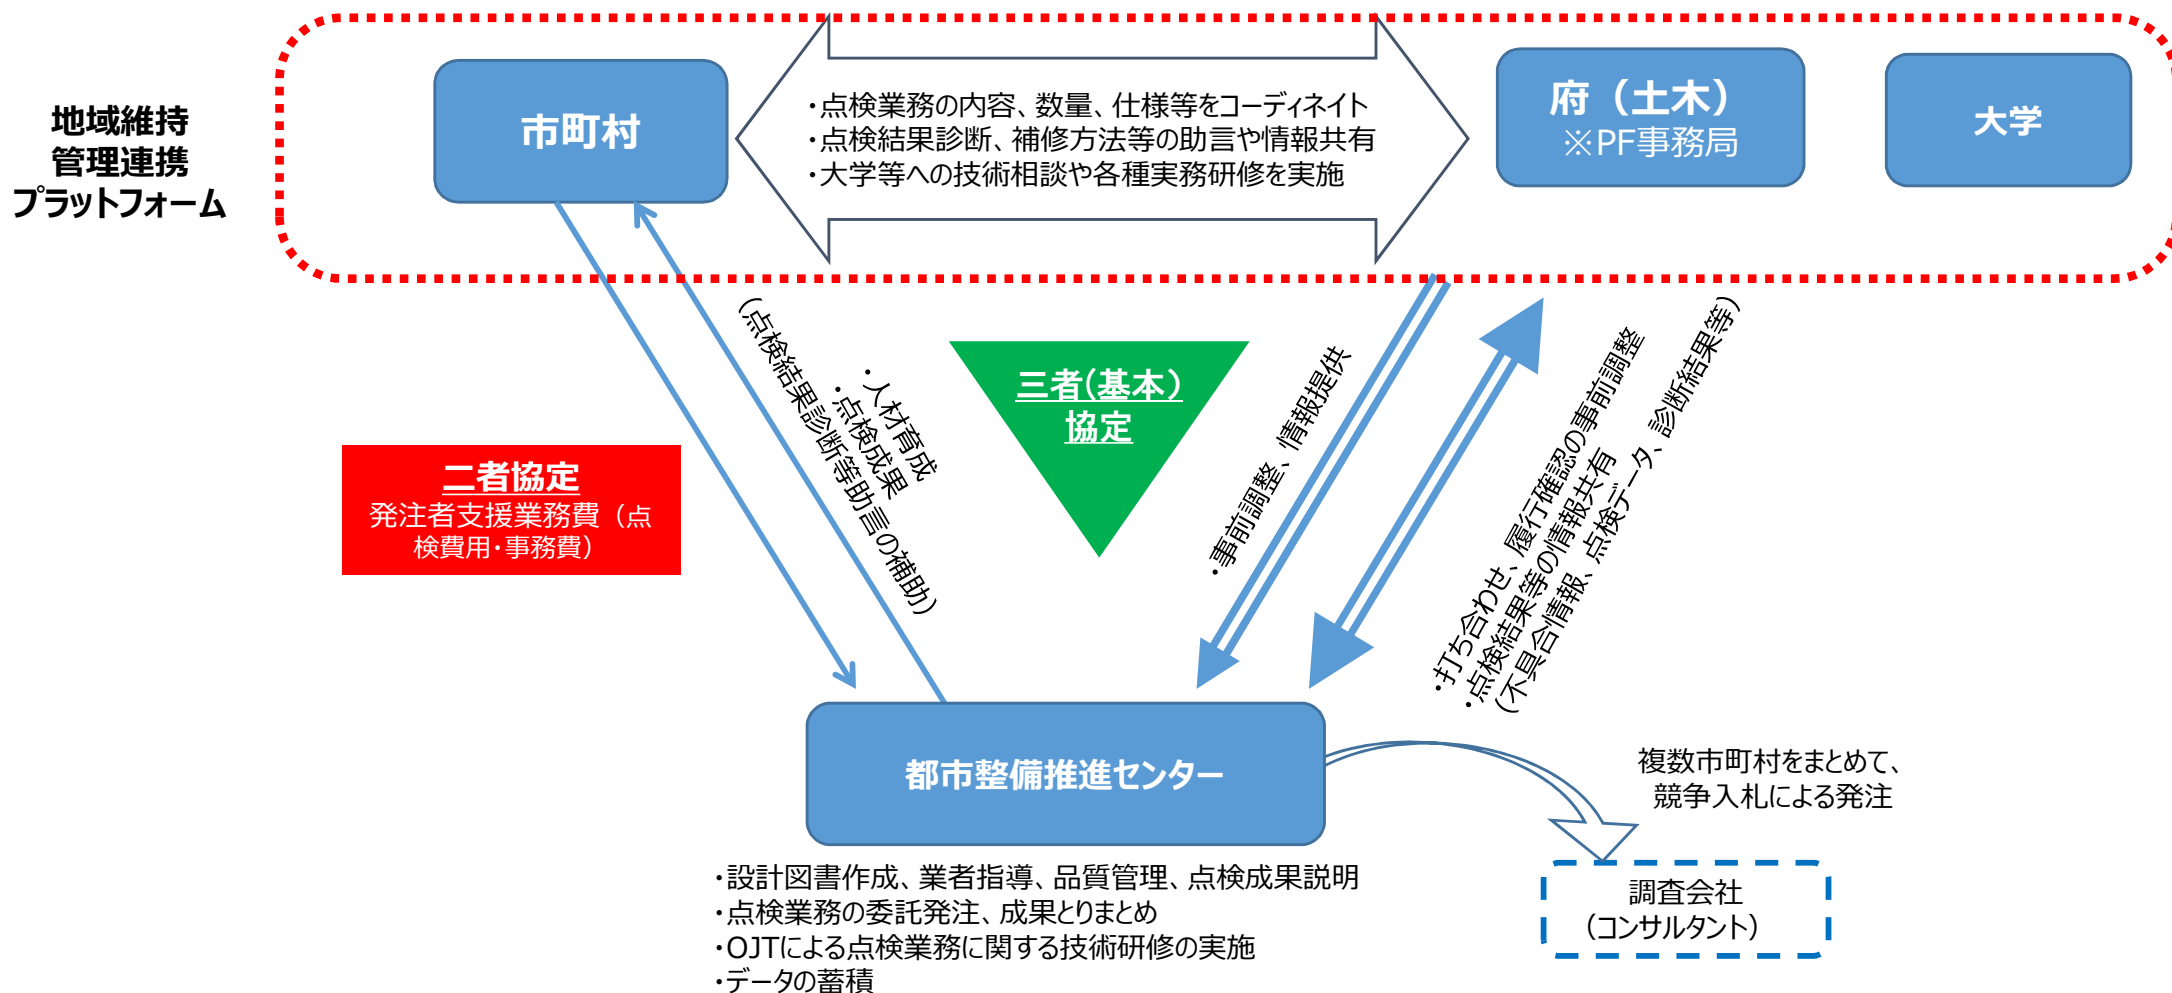 地域維持
管理連携
プラットフォーム
市町村
・点検業務の内容、数量、仕様等をコーディネイト
・点検結果診断、補修方法等の助言や情報共有
・大学等への技術相談や各種実務研修を実施
府（土木）
※PF事務局
大学
二者協定
発注者支援業務費（点
検費用・事務費）
・人材育成
・点検成果
（点検結果診断等助言の補助）
三者（基本）
協定
・事前調整、情報提供
・打ち合わせ、履行確認の事前調整
・点検結果等の情報共有
（不具合情報、点検データ、診断結果等）
都市整備推進センター
複数市町村をまとめて、
競争入札による発注
調査会社
（コンサルタント）
・設計図書作成、業者指導、品質管理、点検成果説明
・点検業務の委託発注、成果とりまとめ
・OJTによる点検業務に関する技術研修の実施
・データの蓄積